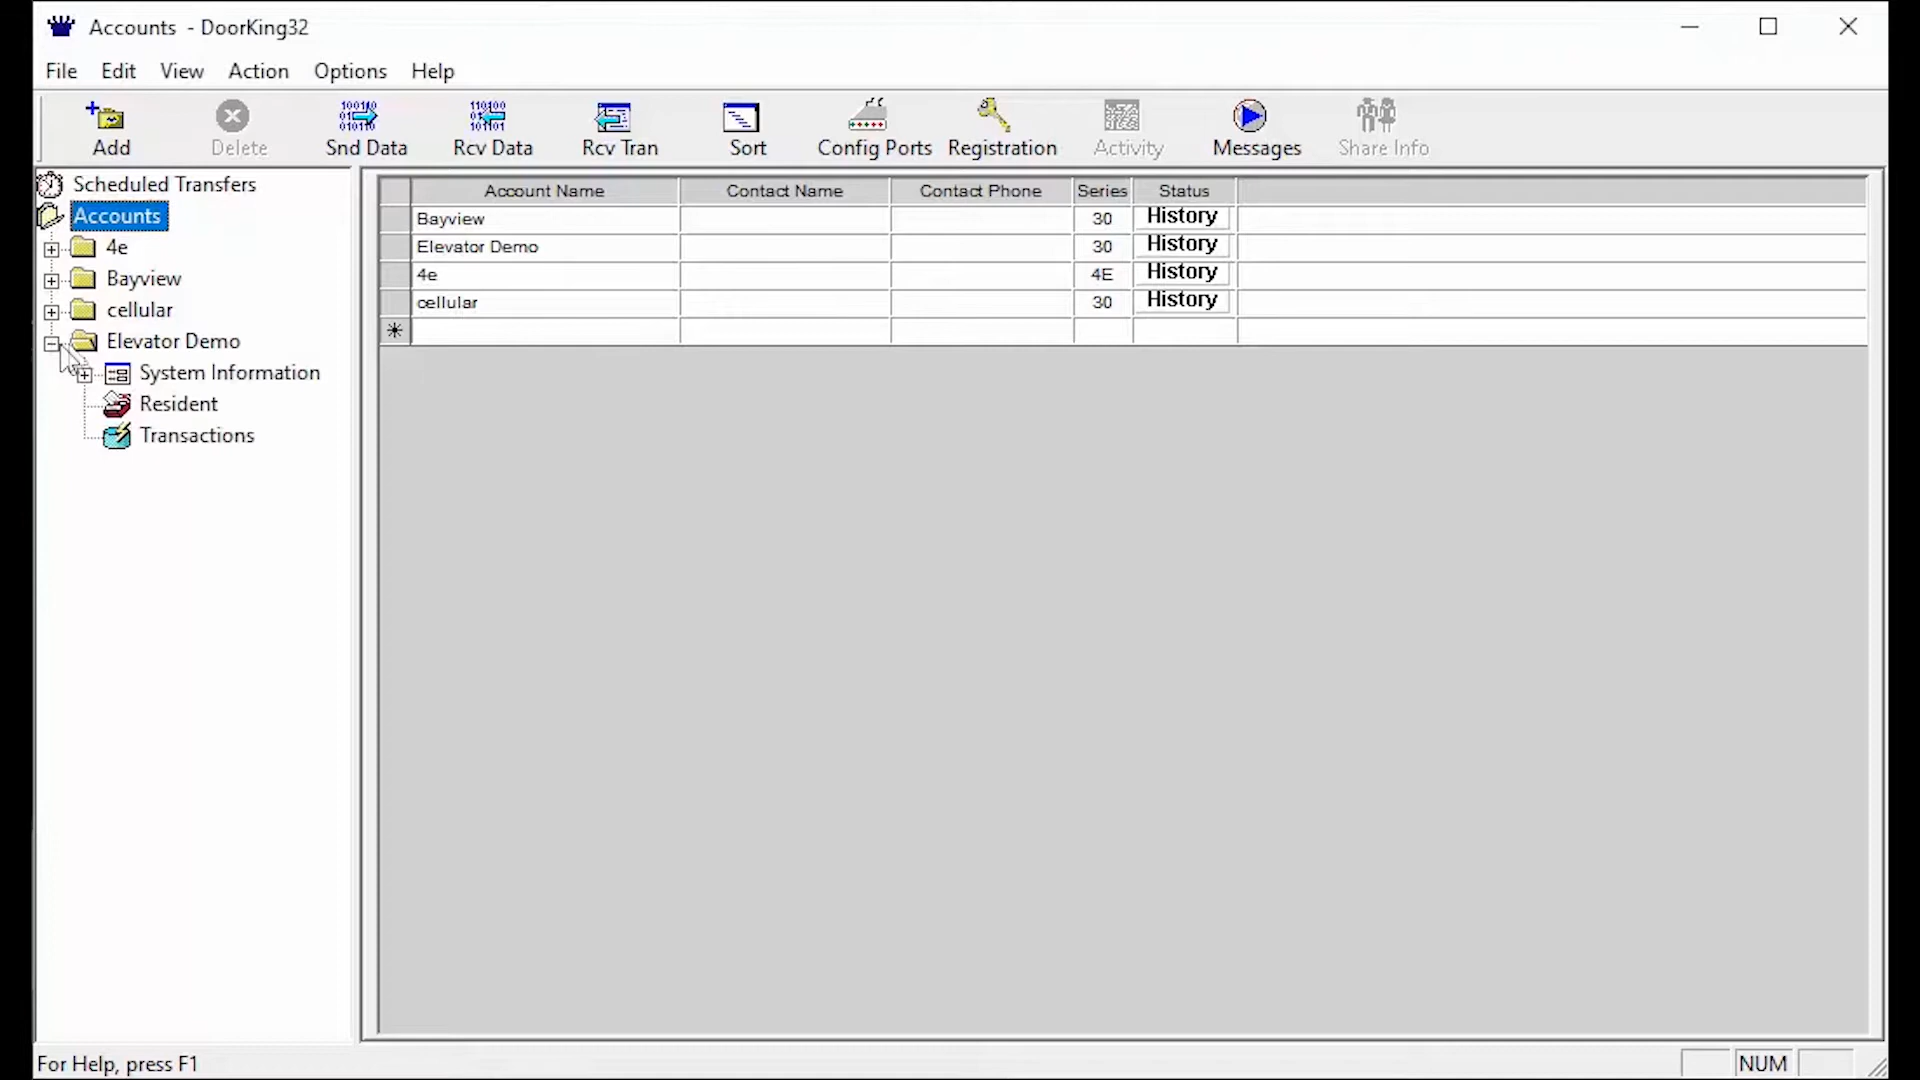 Accounts - DoorKing32
File Edit View Action Options Help
Add Delete Snd Data Rcv Data Rcv Tran Sort Config Ports Registration Activity Messages Share Info
Scheduled Transfers
Accounts
4e
Bayview
cellular
Elevator Demo
System Information
Resident
Transactions
Account Name Contact Name Contact Phone Series Status
Bayview 30 History
Elevator Demo 30 History
4e 4E History
cellular 30 History
For Help, press F1
NUM